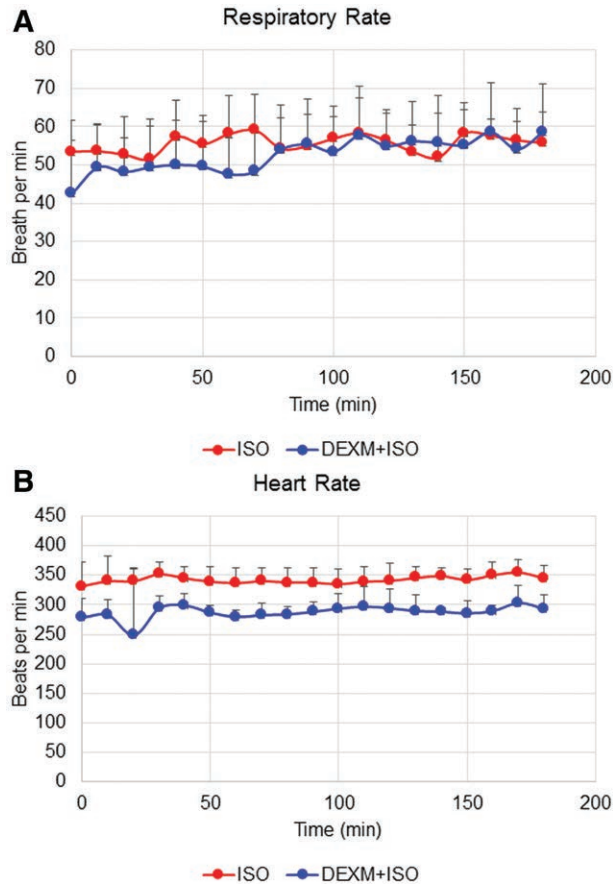 A
Respiratory Rate
80
70
60
50
40
30
20
10
0
Breath per min
0 50 100 150 200
Time (min)
ISO DEXM+ISO
B
Heart Rate
450
400
350
300
250
200
150
100
50
0
Beats per min
0 50 100 150 200
Time (min)
ISO DEXM+ISO